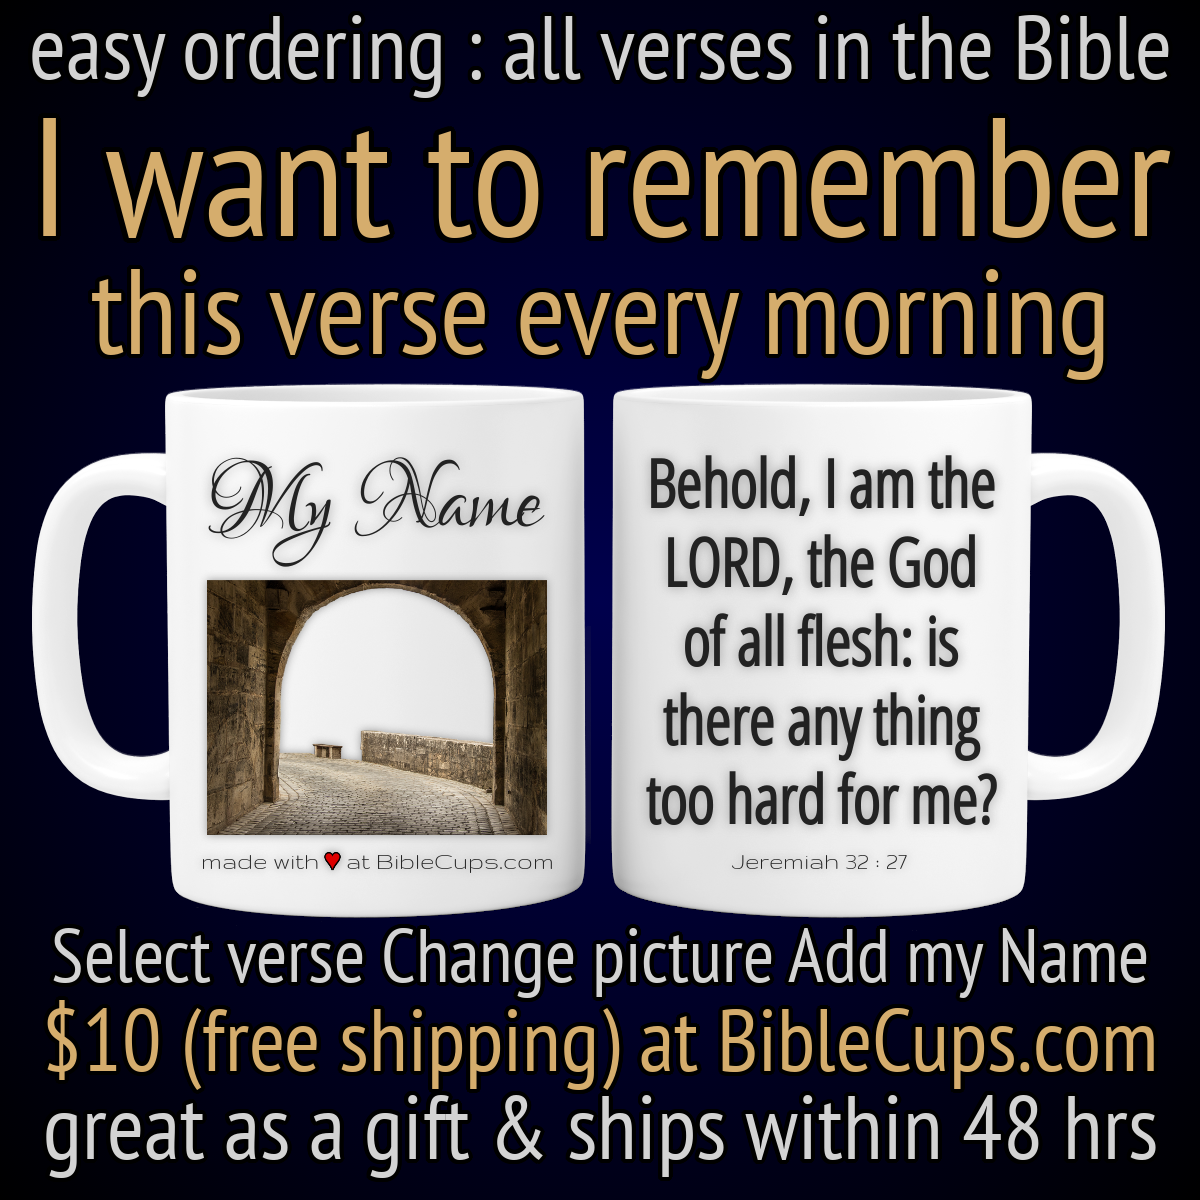 easy ordering : all verses in the Bible
I want to remember
this verse every morning
My Name
made with ♥ at BibleCups.com
Behold, I am the
LORD, the God
of all flesh: is
there any thing
too hard for me?
Jeremiah 32 : 27
Select verse Change picture Add my Name
$10 (free shipping) at BibleCups.com
great as a gift & ships within 48 hrs